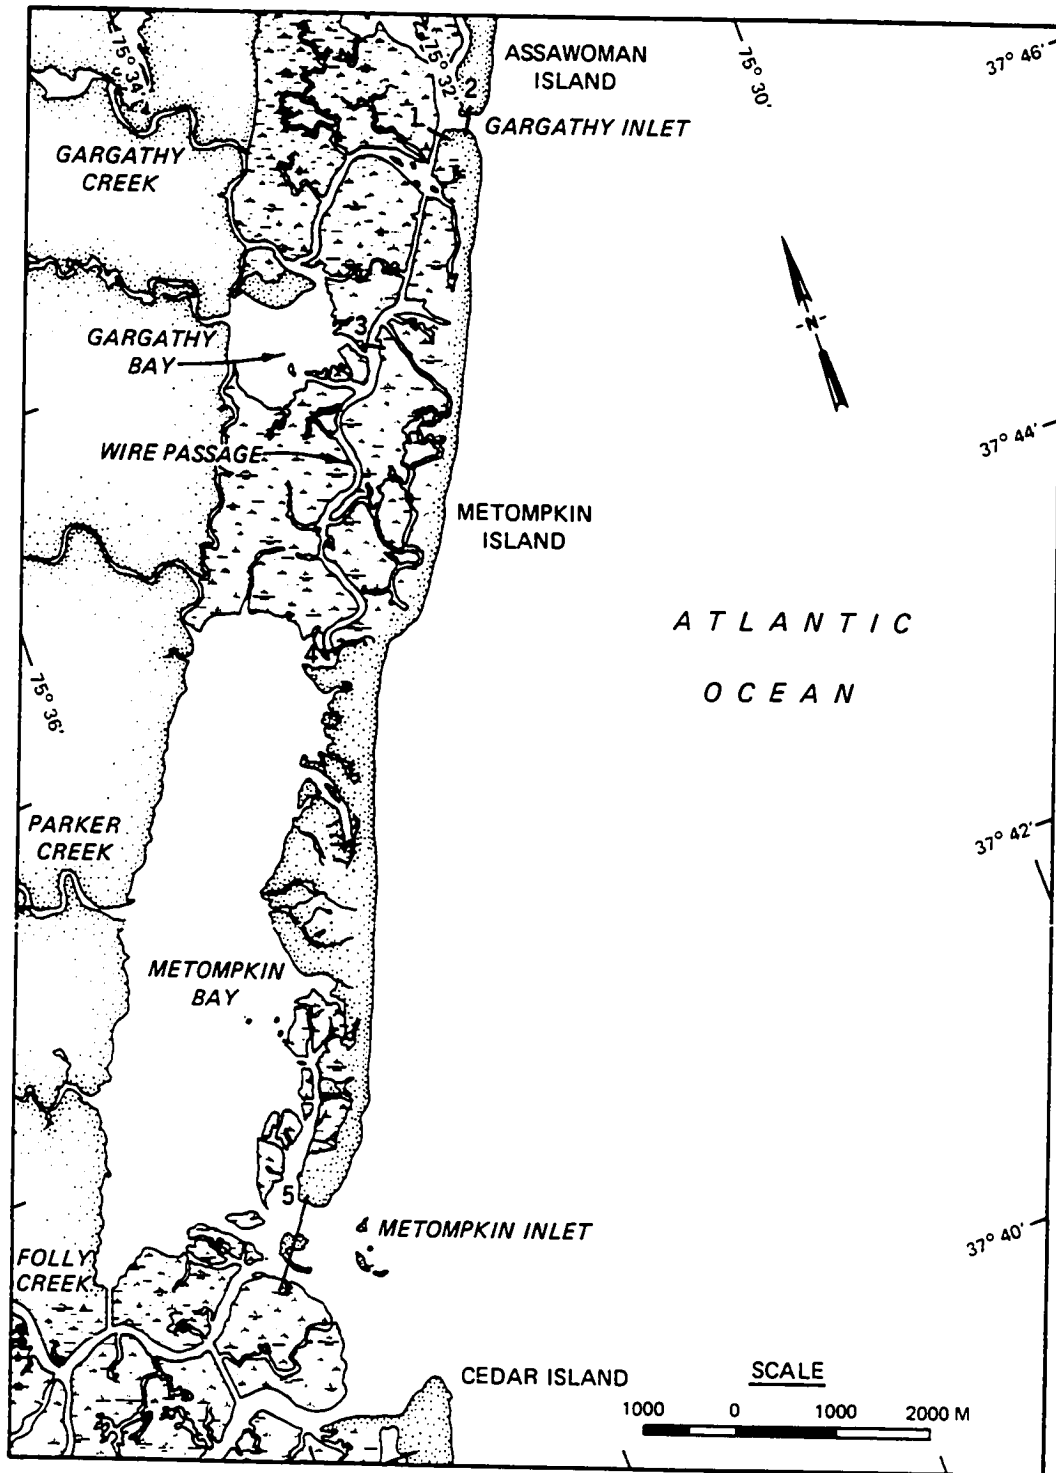 ASSAWOMAN
ISLAND
75° 34'
75° 32'
75° 30'
37° 46'
2
1
GARGATHY INLET
GARGATHY
CREEK
3
GARGATHY
BAY
37° 44'
WIRE PASSAGE
METOMPKIN
ISLAND
N
ATLANTIC
OCEAN
4
75° 36'
PARKER
CREEK
37° 42'
METOMPKIN
BAY
5
METOMPKIN INLET
37° 40'
FOLLY
CREEK
CEDAR ISLAND
SCALE
1000 0 1000 2000 M